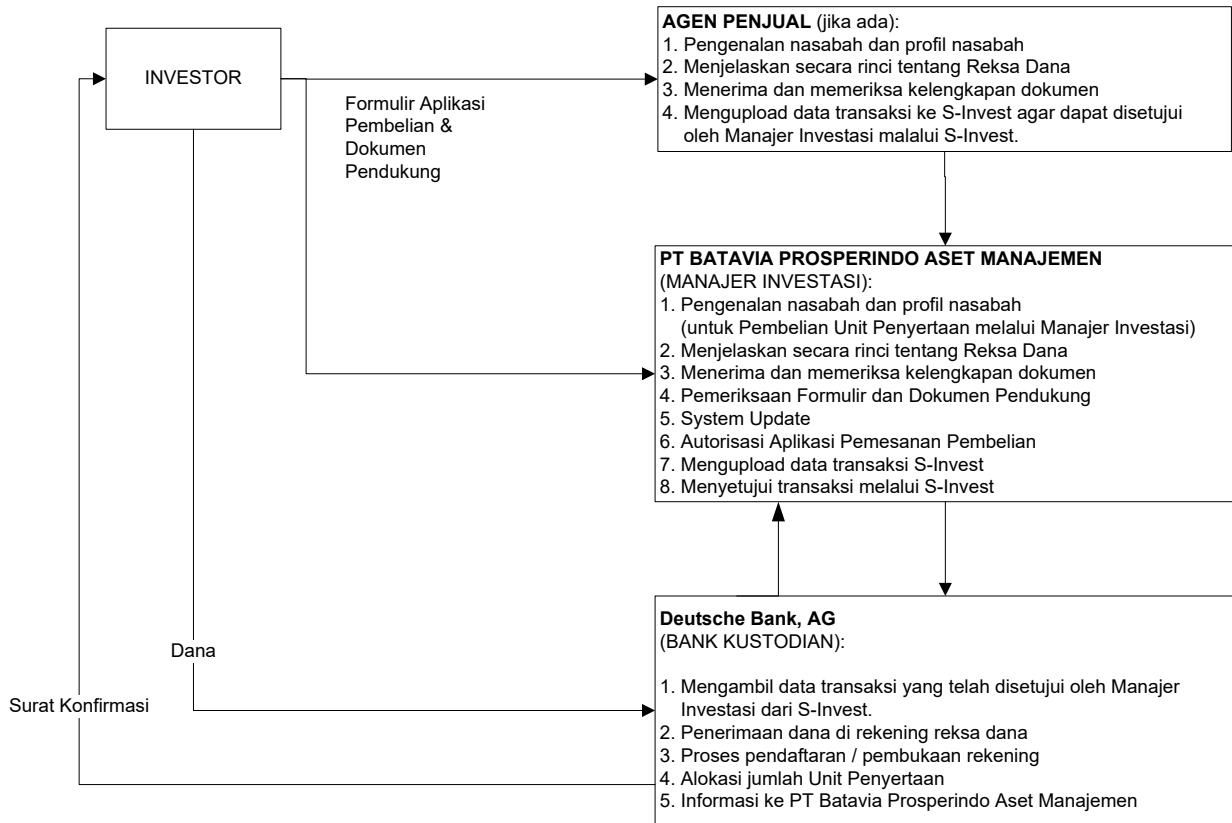 INVESTOR
Formulir Aplikasi
Pembelian &
Dokumen
Pendukung
AGEN PENJUAL (jika ada):
1. Pengenalan nasabah dan profil nasabah
2. Menjelaskan secara rinci tentang Reksa Dana
3. Menerima dan memeriksa kelengkapan dokumen
4. Mengupload data transaksi ke S-Invest agar dapat disetujui
oleh Manajer Investasi malalui S-Invest.
PT BATAVIA PROSPERINDO ASET MANAJEMEN
(MANAJER INVESTASI):
1. Pengenalan nasabah dan profil nasabah
(untuk Pembelian Unit Penyertaan melalui Manajer Investasi)
2. Menjelaskan secara rinci tentang Reksa Dana
3. Menerima dan memeriksa kelengkapan dokumen
4. Pemeriksaan Formulir dan Dokumen Pendukung
5. System Update
6. Autorisasi Aplikasi Pemesanan Pembelian
7. Mengupload data transaksi S-Invest
8. Menyetujui transaksi melalui S-Invest
Dana
Surat Konfirmasi
Deutsche Bank, AG
(BANK KUSTODIAN):
1. Mengambil data transaksi yang telah disetujui oleh Manajer
Investasi dari S-Invest.
2. Penerimaan dana di rekening reksa dana
3. Proses pendaftaran / pembukaan rekening
4. Alokasi jumlah Unit Penyertaan
5. Informasi ke PT Batavia Prosperindo Aset Manajemen